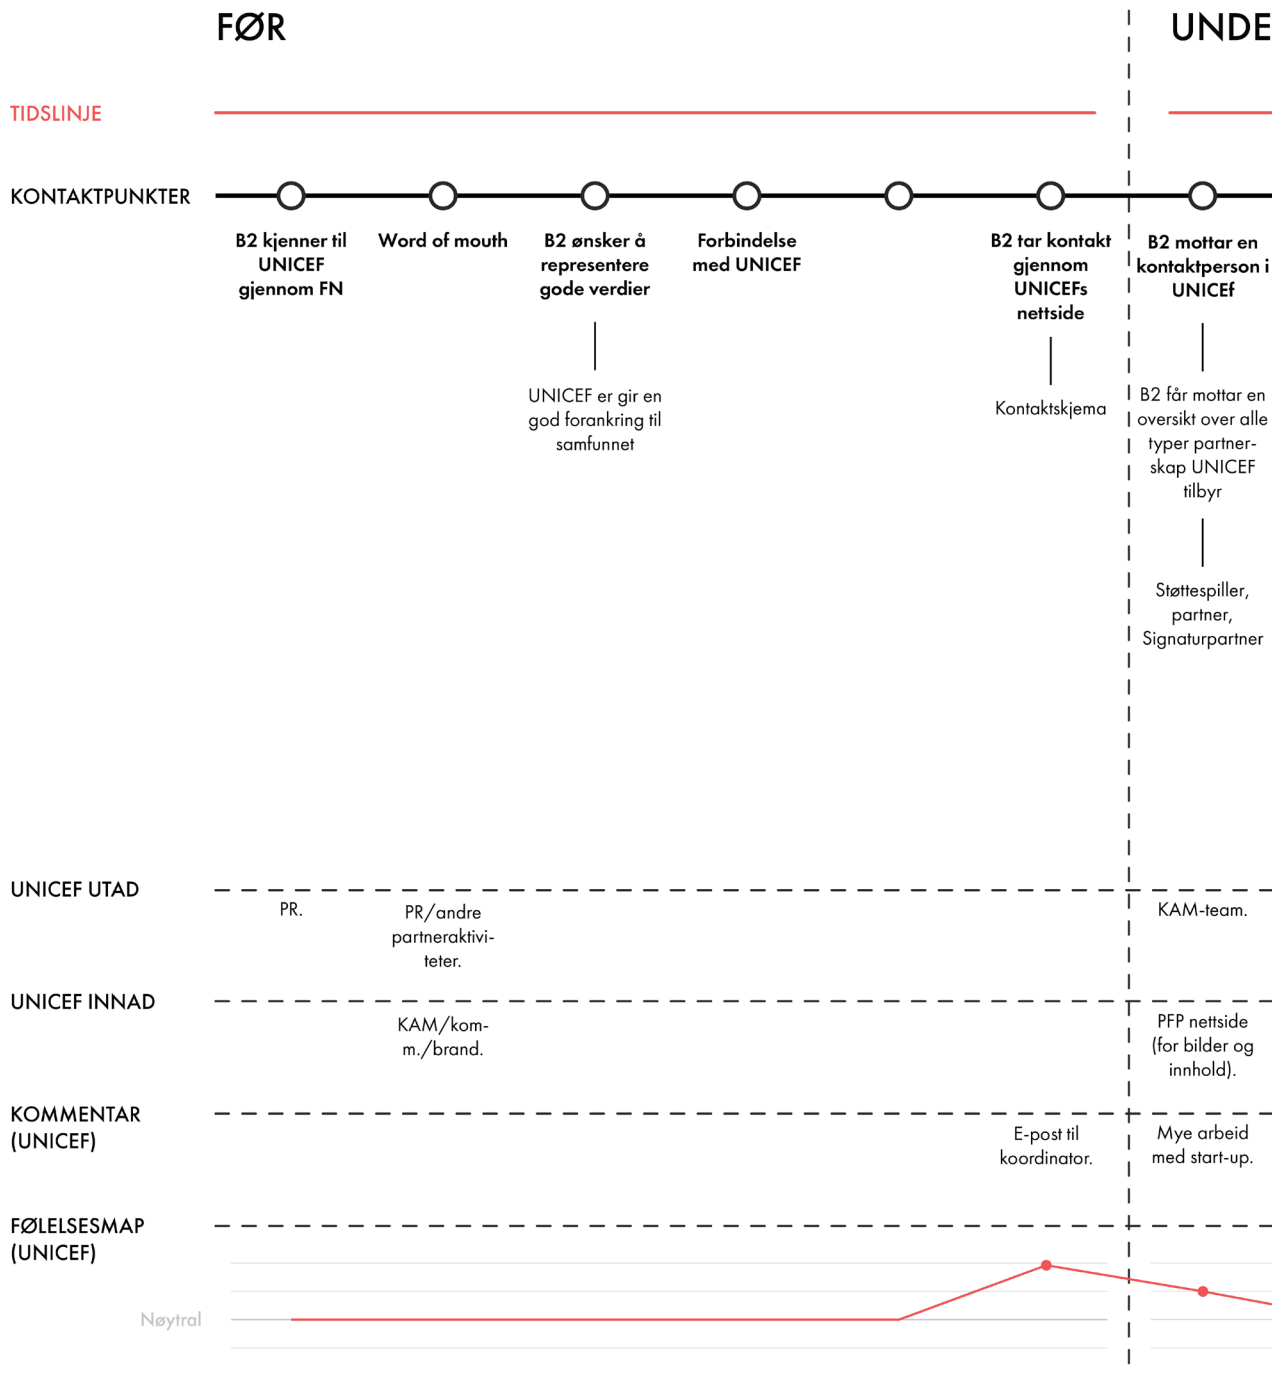 FØR
UNDE
TIDSLINJE
KONTAKTPUNKTER
B2 kjenner til
UNICEF
gjennom FN
Word of mouth
B2 ønsker å
representere
gode verdier
UNICEF er gir en
god forankring til
samfunnet
Forbindelse
med UNICEF
B2 tar kontakt
gjennom
UNICEFs
nettside
Kontaktskjema
B2 mottar en
kontaktperson i
UNICEf
B2 får mottar en
oversikt over alle
typer partner-
skap UNICEF
tilbyr
Støttespiller,
partner,
Signaturpartner
UNICEF UTAD
PR.
PR/andre
partneraktivi-
teter.
KAM-team.
UNICEF INNAD
KAM/kom-
m./brand.
PFP nettside
(for bilder og
innhold).
KOMMENTAR
(UNICEF)
E-post til
koordinator.
Mye arbeid
med start-up.
FØLELSESMAP
(UNICEF)
Nøytral